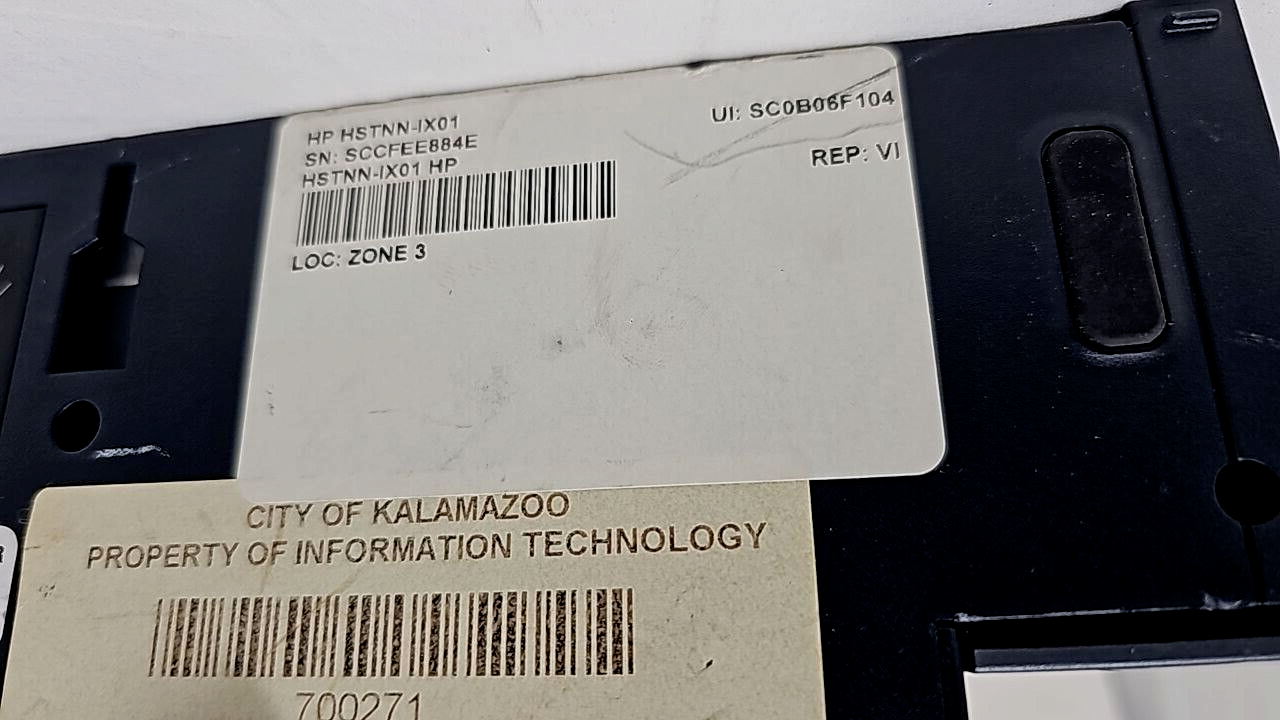 HP HSTNN-IX01
SN: SCCFEE884E
HSTNN-IX01 HP
UI: SC0B06F104
REP: VI
LOC: ZONE 3
CITY OF KALAMAZOO
PROPERTY OF INFORMATION TECHNOLOGY
700271